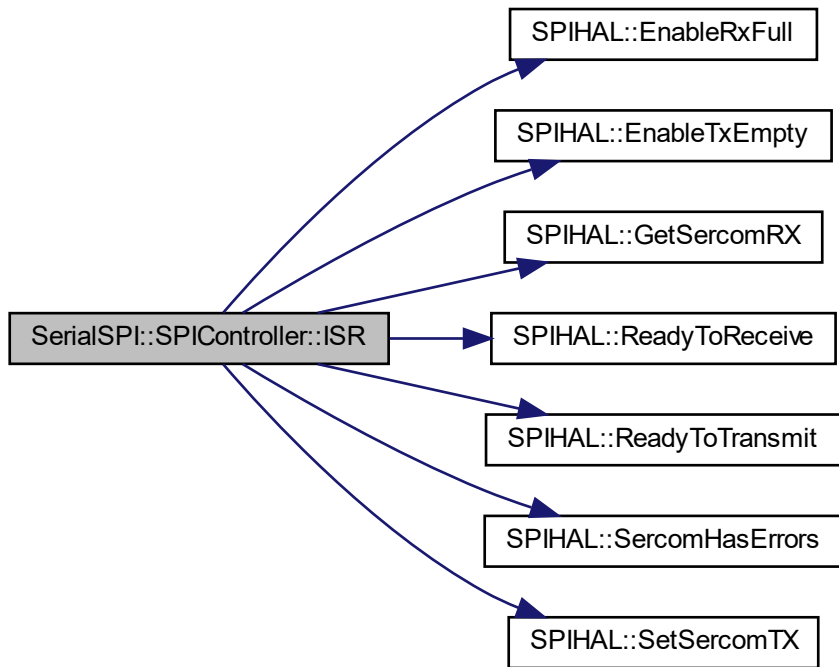 SPIHAL::EnableRxFull
SPIHAL::EnableTxEmpty
SPIHAL::GetSercomRX
SerialSPI::SPIController::ISR
SPIHAL::ReadyToReceive
SPIHAL::ReadyToTransmit
SPIHAL::SercomHasErrors
SPIHAL::SetSercomTX